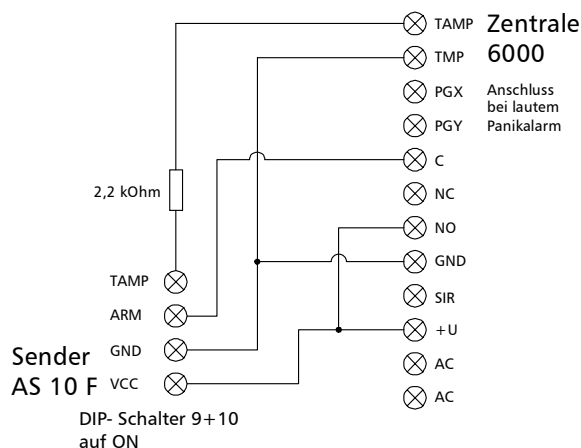 TAMP
Zentrale
6000
TMP
PGX
Anschluss
bei lautem
Panikalarm
PGY
C
2,2 kOhm
NC
NO
GND
SIR
+U
AC
AC
TAMP
ARM
GND
VCC
Sender
AS 10 F
DIP- Schalter 9+10
auf ON